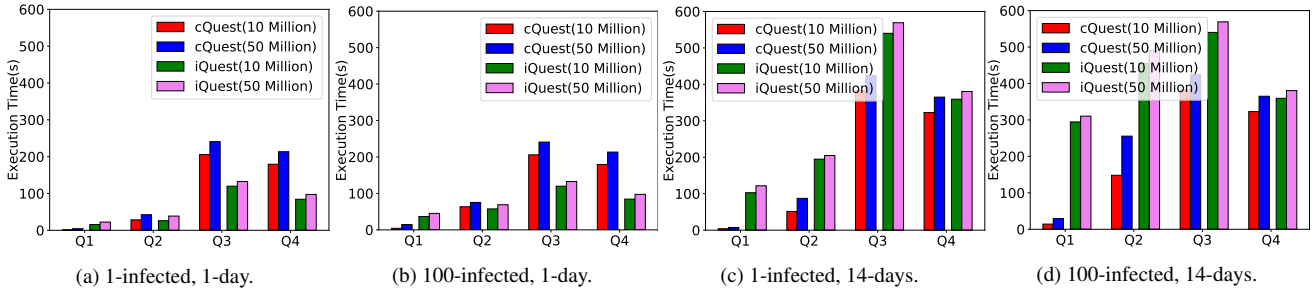 600
500
400
300
200
100
0
Execution Time(s)
cQuest(10 Million)
cQuest(50 Million)
iQuest(10 Million)
iQuest(50 Million)
Q1 Q2 Q3 Q4
(a) 1-infected, 1-day.
600
500
400
300
200
100
0
Execution Time(s)
cQuest(10 Million)
cQuest(50 Million)
iQuest(10 Million)
iQuest(50 Million)
Q1 Q2 Q3 Q4
(b) 100-infected, 1-day.
600
500
400
300
200
100
0
Execution Time(s)
cQuest(10 Million)
cQuest(50 Million)
iQuest(10 Million)
iQuest(50 Million)
Q1 Q2 Q3 Q4
(c) 1-infected, 14-days.
600
500
400
300
200
100
0
Execution Time(s)
cQuest(10 Million)
cQuest(50 Million)
iQuest(10 Million)
iQuest(50 Million)
Q1 Q2 Q3 Q4
(d) 100-infected, 14-days.